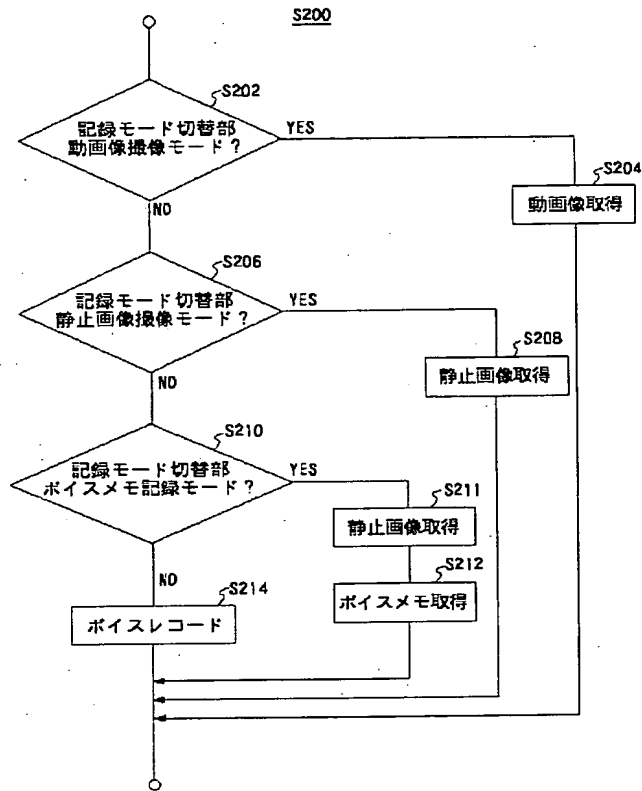 S200
S202
記録モード切替部
動画像撮像モード?
YES
NO
S204
動画像取得
S206
記録モード切替部
静止画像撮像モード?
YES
NO
S208
静止画像取得
S210
記録モード切替部
ボイスメモ記録モード?
YES
NO
S211
静止画像取得
S212
ボイスメモ取得
S214
ボイスレコード